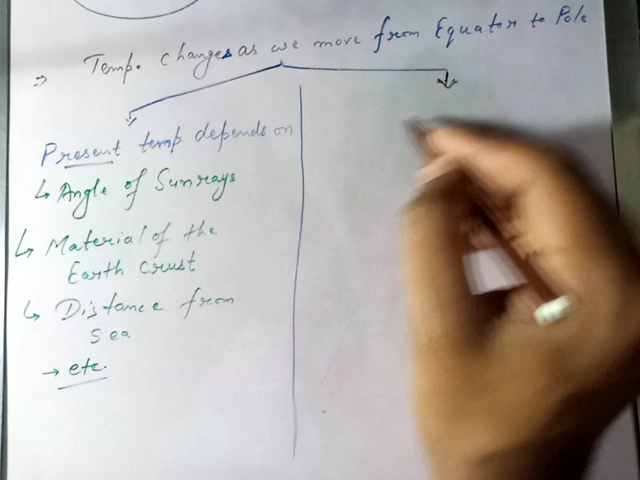 ⇒ Temp. changes as we move from Equator to Pole
Present temp depends on
↳ Angle of Sunrays
↳ Material of the
Earth crust
↳ Distance from
Sea
→ etc.